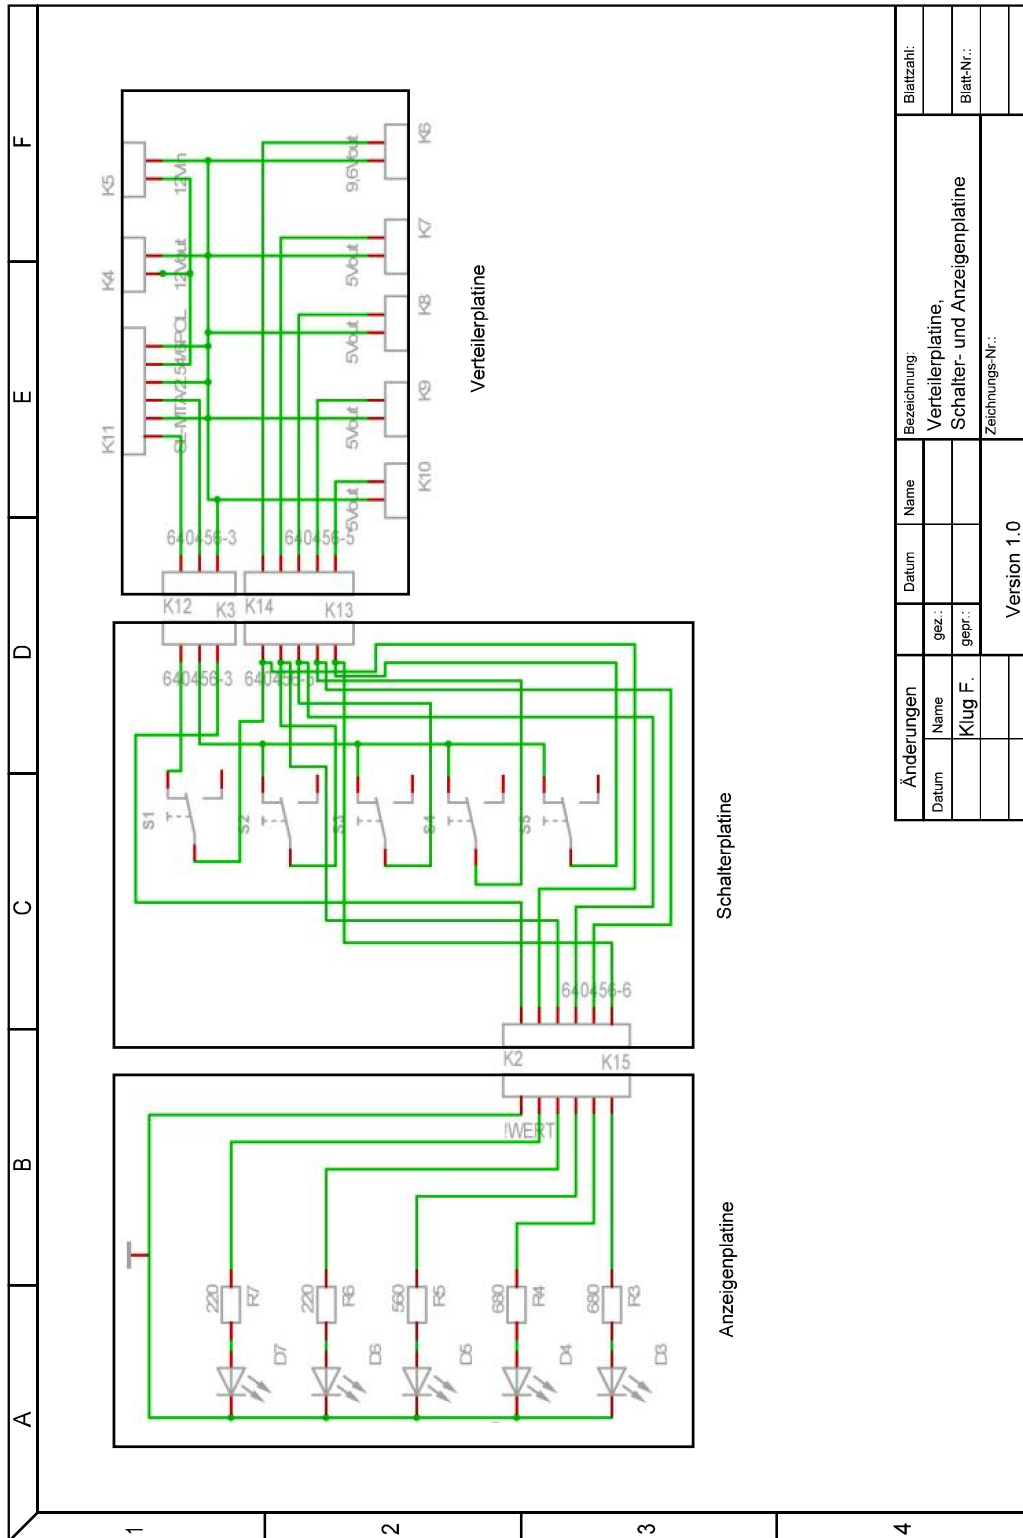 A
B
C
D
E
F
1
2
3
4
K5
12Vin
K4
12Vout
K11
SL-MTAV2.54/6POL
9,6Vout
K6
5Vout
K7
5Vout
K8
5Vout
K9
5Vout
K10
640456-3
640456-5
K12
K3
K14
K13
Verteilerplatine
640456-3
640456-5
S1
S2
S3
S4
S5
640456-6
K2
K15
Schalterplatine
!WERT
220
R7
220
R6
560
R5
680
R4
680
R3
D7
D6
D5
D4
D3
Anzeigenplatine
Änderungen
Datum
Name
Klug F.
Datum
Name
gez.:
gepr.:
Version 1.0
Bezeichnung:
Verteilerplatine,
Schalter- und Anzeigenplatine
Zeichnungs-Nr.:
Blattzahl:
Blatt-Nr.: